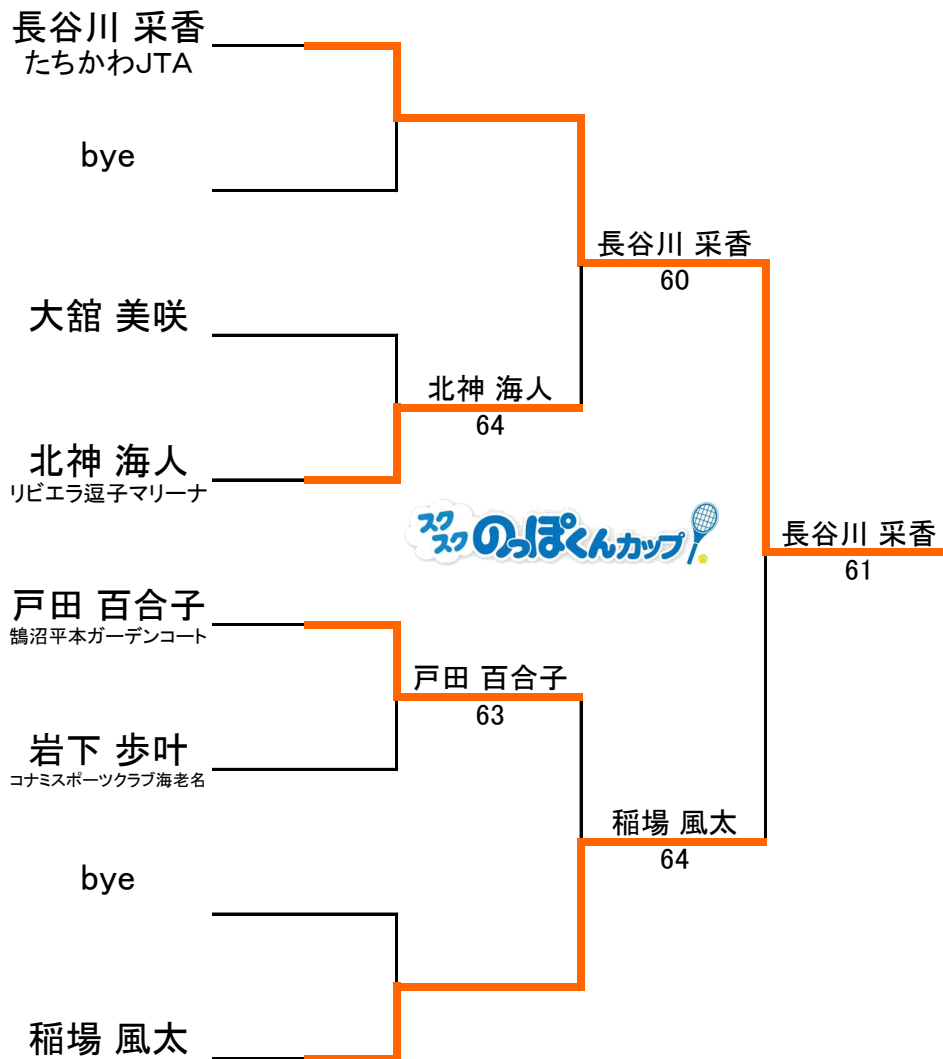 長谷川 采香
たちかわJTA
bye
長谷川 采香
60
大舘 美咲
北神 海人
64
北神 海人
リビエラ逗子マリーナ
スクスク のっぽくんカップ
長谷川 采香
61
戸田 百合子
鵠沼平本ガーデンコート
戸田 百合子
63
岩下 歩叶
コナミスポーツクラブ海老名
稲場 風太
64
bye
稲場 風太